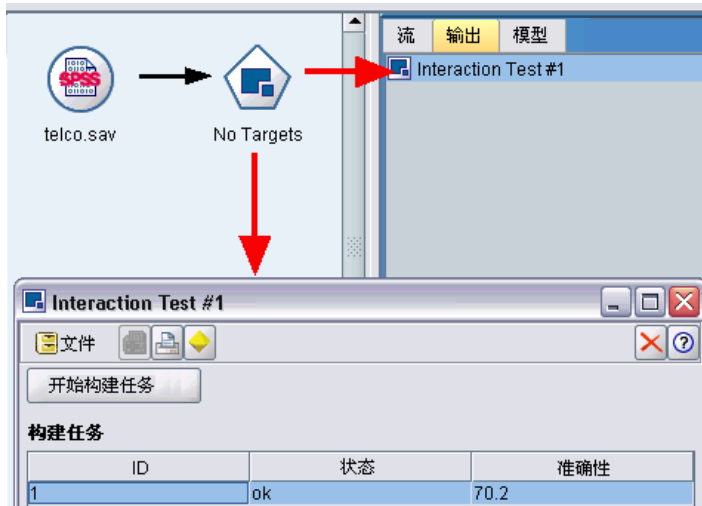 流 输出 模型
Interaction Test #1
SPSS
telco.sav
No Targets
Interaction Test #1
文件
开始构建任务
构建任务
ID 状态 准确性
1 ok 70.2